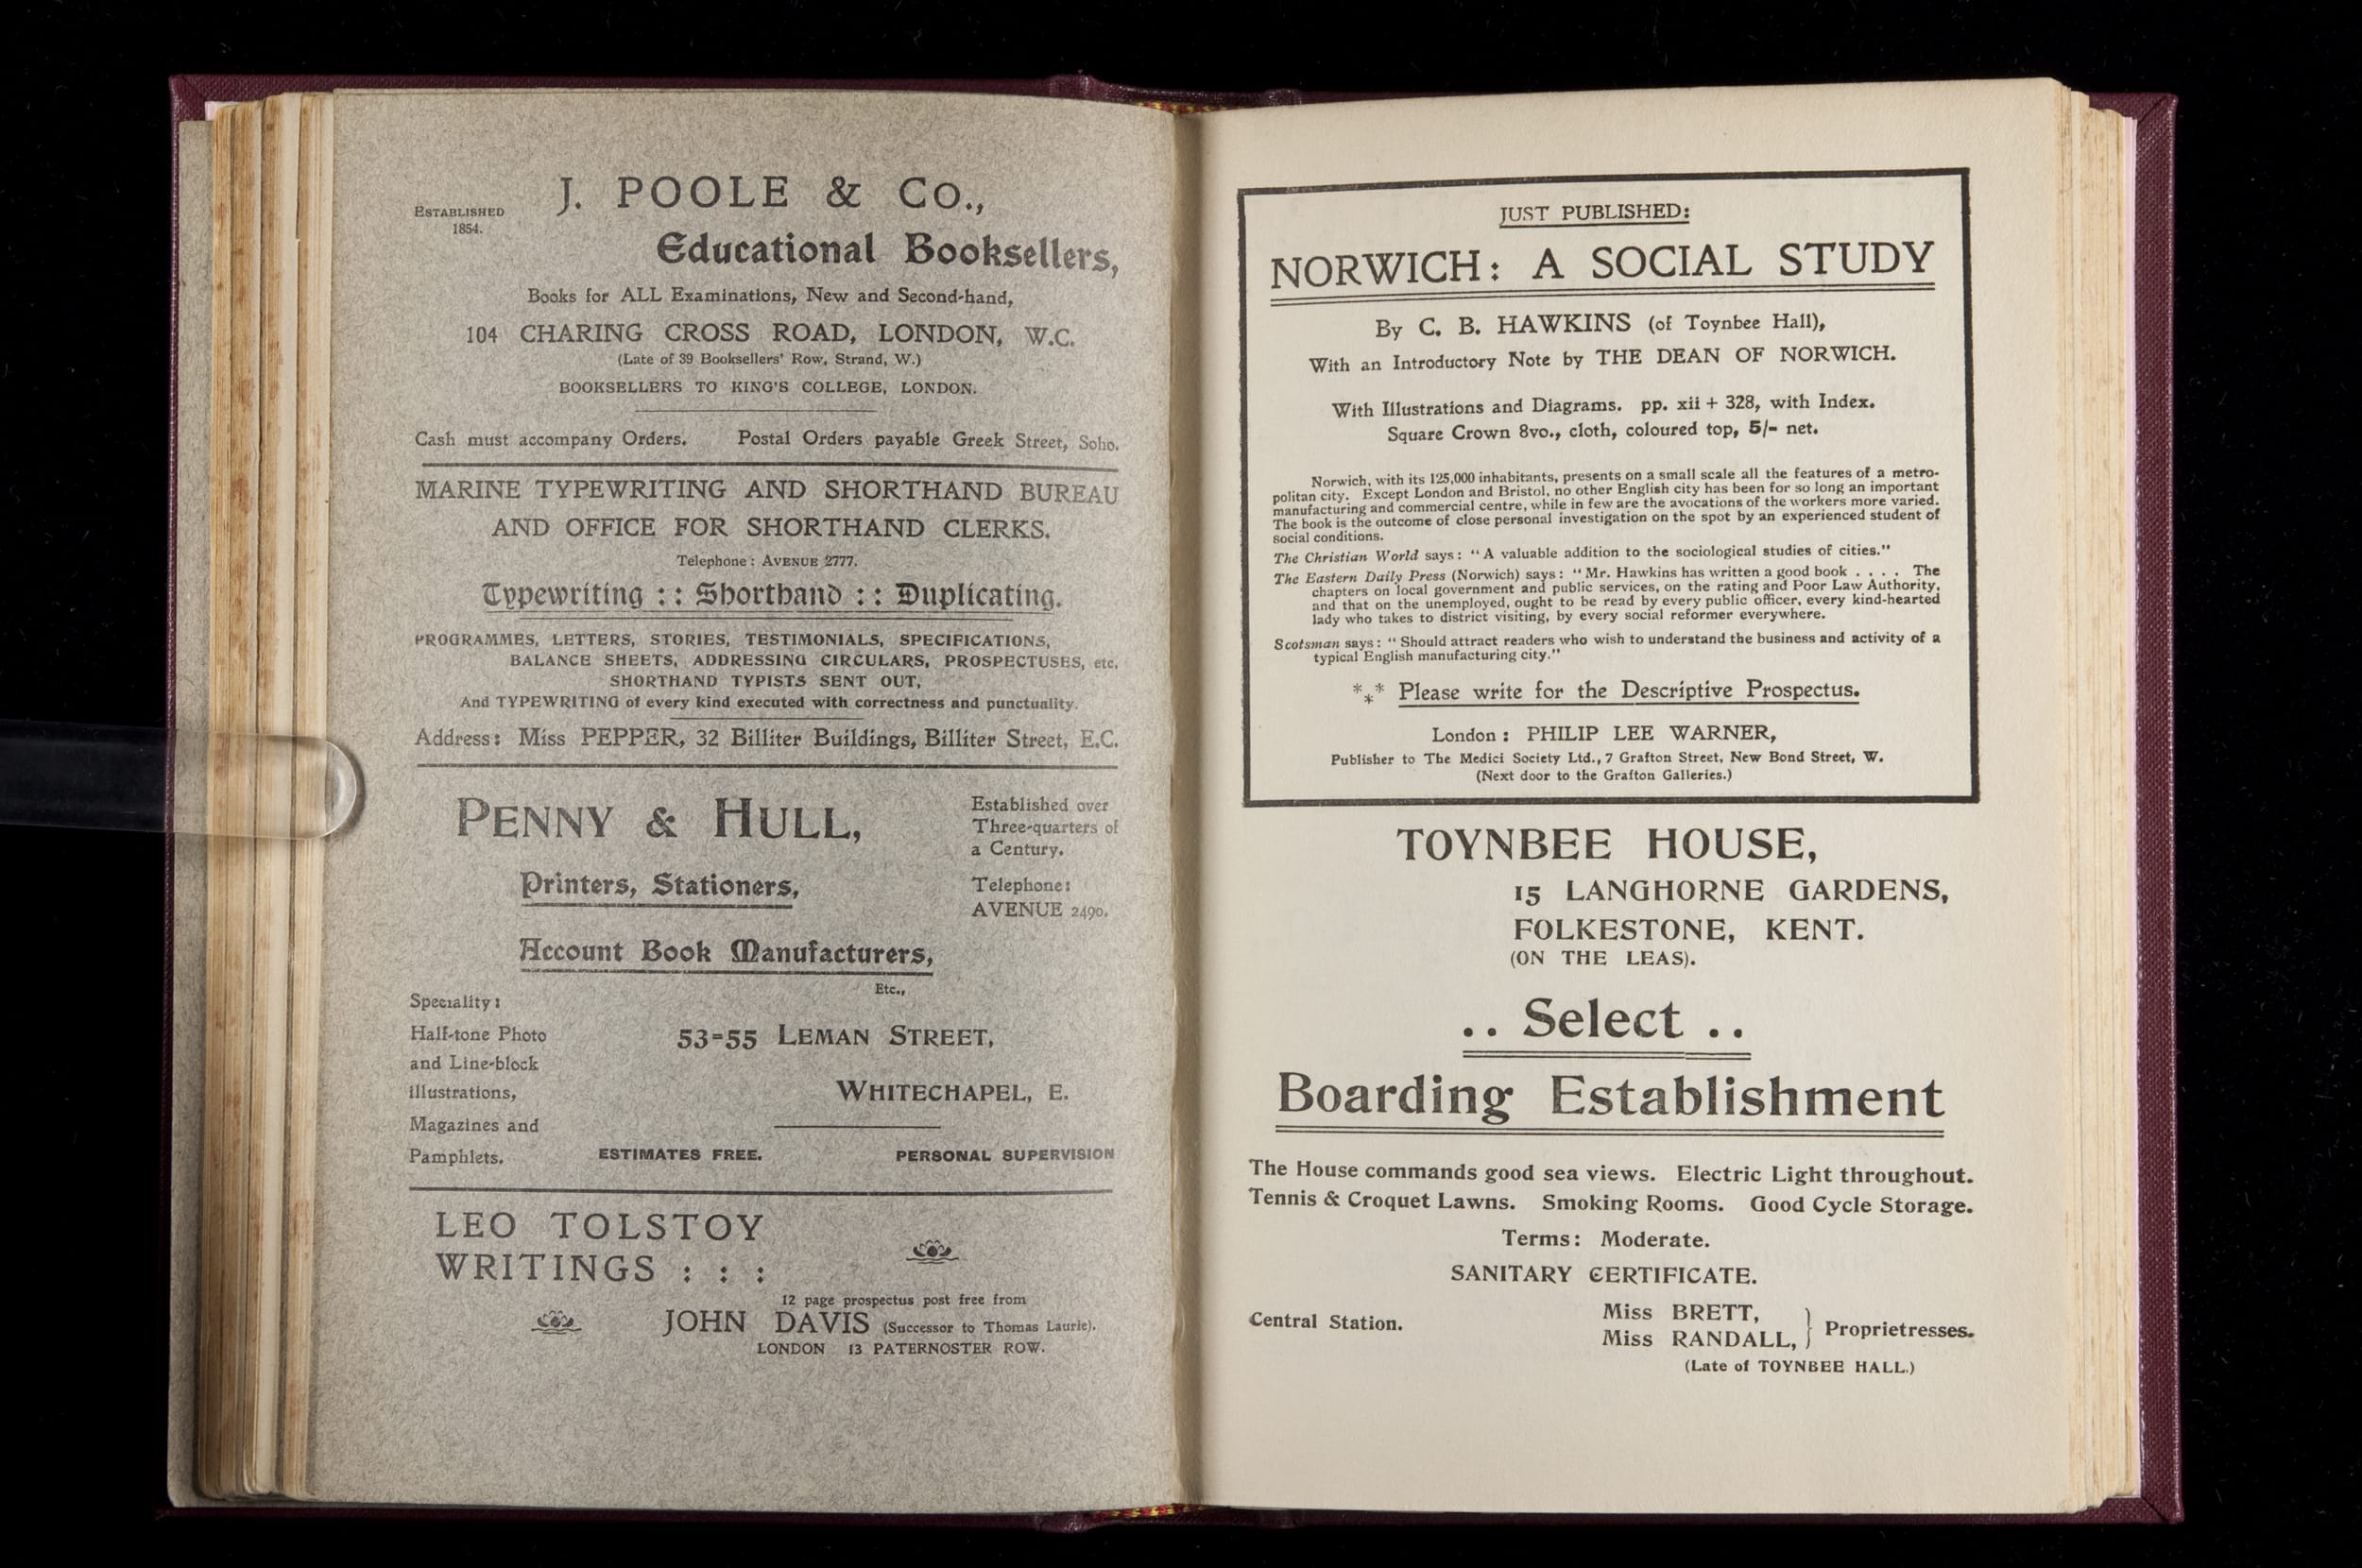 ESTABLISHED
1854.
J. POOLE & CO.,
Educational Booksellers,
Books for ALL Examinations, New and Second-hand,
104 CHARING CROSS ROAD, LONDON, W.C.
(Late of 39 Booksellers' Row, Strand, W.)
BOOKSELLERS TO KING'S COLLEGE, LONDON.
Cash must accompany Orders. Postal Orders payable Greek Street, Soho.
MARINE TYPEWRITING AND SHORTHAND BUREAU
AND OFFICE FOR SHORTHAND CLERKS.
Telephone: AVENUE 2777.
Typewriting :: Shorthand :: Duplicating.
PROGRAMMES, LETTERS, STORIES, TESTIMONIALS, SPECIFICATIONS,
BALANCE SHEETS, ADDRESSING CIRCULARS, PROSPECTUSES, etc.
SHORTHAND TYPISTS SENT OUT,
And TYPEWRITING of every kind executed with correctness and punctuality.
Address: Miss PEPPER, 32 Billiter Buildings, Billiter Street, E.C.
PENNY & HULL,
Established over
Three-quarters of
a Century.
Printers, Stationers,
Telephone:
AVENUE 2490.
Account Book Manufacturers,
Etc.,
Speciality:
Half-tone Photo
and Line-block
illustrations,
Magazines and
Pamphlets.
53=55 LEMAN STREET,
WHITECHAPEL, E.
ESTIMATES FREE. PERSONAL SUPERVISION
LEO TOLSTOY
WRITINGS : : :
12 page prospectus post free from
JOHN DAVIS (Successor to Thomas Laurie).
LONDON 13 PATERNOSTER ROW.
JUST PUBLISHED:
NORWICH: A SOCIAL STUDY
By C. B. HAWKINS (of Toynbee Hall),
With an Introductory Note by THE DEAN OF NORWICH.
With Illustrations and Diagrams. pp. xii + 328, with Index.
Square Crown 8vo., cloth, coloured top, 5/- net.
Norwich, with its 125,000 inhabitants, presents on a small scale all the features of a metro-
politan city. Except London and Bristol, no other English city has been for so long an important
manufacturing and commercial centre, while in few are the avocations of the workers more varied.
The book is the outcome of close personal investigation on the spot by an experienced student of
social conditions.
The Christian World says: "A valuable addition to the sociological studies of cities."
The Eastern Daily Press (Norwich) says: "Mr. Hawkins has written a good book . . . . The
chapters on local government and public services, on the rating and Poor Law Authority,
and that on the unemployed, ought to be read by every public officer, every kind-hearted
lady who takes to district visiting, by every social reformer everywhere.
Scotsman says: "Should attract readers who wish to understand the business and activity of a
typical English manufacturing city."
*** Please write for the Descriptive Prospectus.
London: PHILIP LEE WARNER,
Publisher to The Medici Society Ltd., 7 Grafton Street, New Bond Street, W.
(Next door to the Grafton Galleries.)
TOYNBEE HOUSE,
15 LANGHORNE GARDENS,
FOLKESTONE, KENT.
(ON THE LEAS).
.. Select ..
Boarding Establishment
The House commands good sea views. Electric Light throughout.
Tennis & Croquet Lawns. Smoking Rooms. Good Cycle Storage.
Terms: Moderate.
SANITARY CERTIFICATE.
Central Station.
Miss BRETT,
Miss RANDALL, } Proprietresses.
(Late of TOYNBEE HALL.)